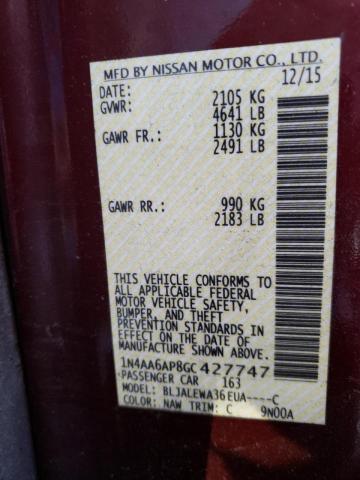 MFD BY NISSAN MOTOR CO., LTD.
DATE: 12/15
GVWR: 2105 KG
4641 LB
GAWR FR.: 1130 KG
2491 LB
GAWR RR.: 990 KG
2183 LB
THIS VEHICLE CONFORMS TO
ALL APPLICABLE FEDERAL
MOTOR VEHICLE SAFETY,
BUMPER, AND THEFT
PREVENTION STANDARDS IN
EFFECT ON THE DATE OF
MANUFACTURE SHOWN ABOVE.
1N4AA6AP8GC427747
PASSENGER CAR 163
MODEL: BLJALEWA36EUA----C
COLOR: NAW TRIM: C 9N00A